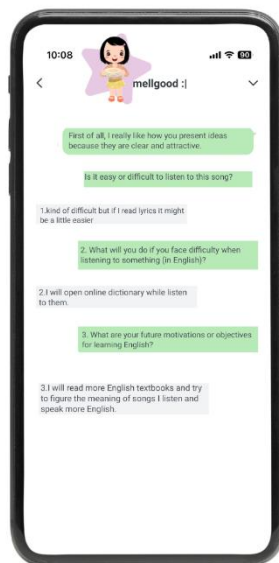 10:08
90
mellgood :|
First of all, I really like how you present ideas
because they are clear and attractive.
Is it easy or difficult to listen to this song?
1.kind of difficult but if I read lyrics it might
be a little easier
2. What will you do if you face difficulty when
listening to something (in English)?
2.I will open online dictionary while listen
to them.
3. What are your future motivations or objectives
for learning English?
3.I will read more English textbooks and try
to figure the meaning of songs I listen and
speak more English.